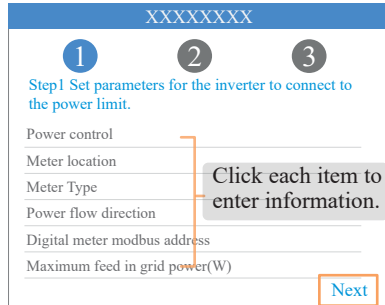 XXXXXXXX
1 2 3
Step1 Set parameters for the inverter to connect to
the power limit.
Power control
Meter location
Meter Type
Power flow direction
Digital meter modbus address
Maximum feed in grid power(W)
Click each item to
enter information.
Next